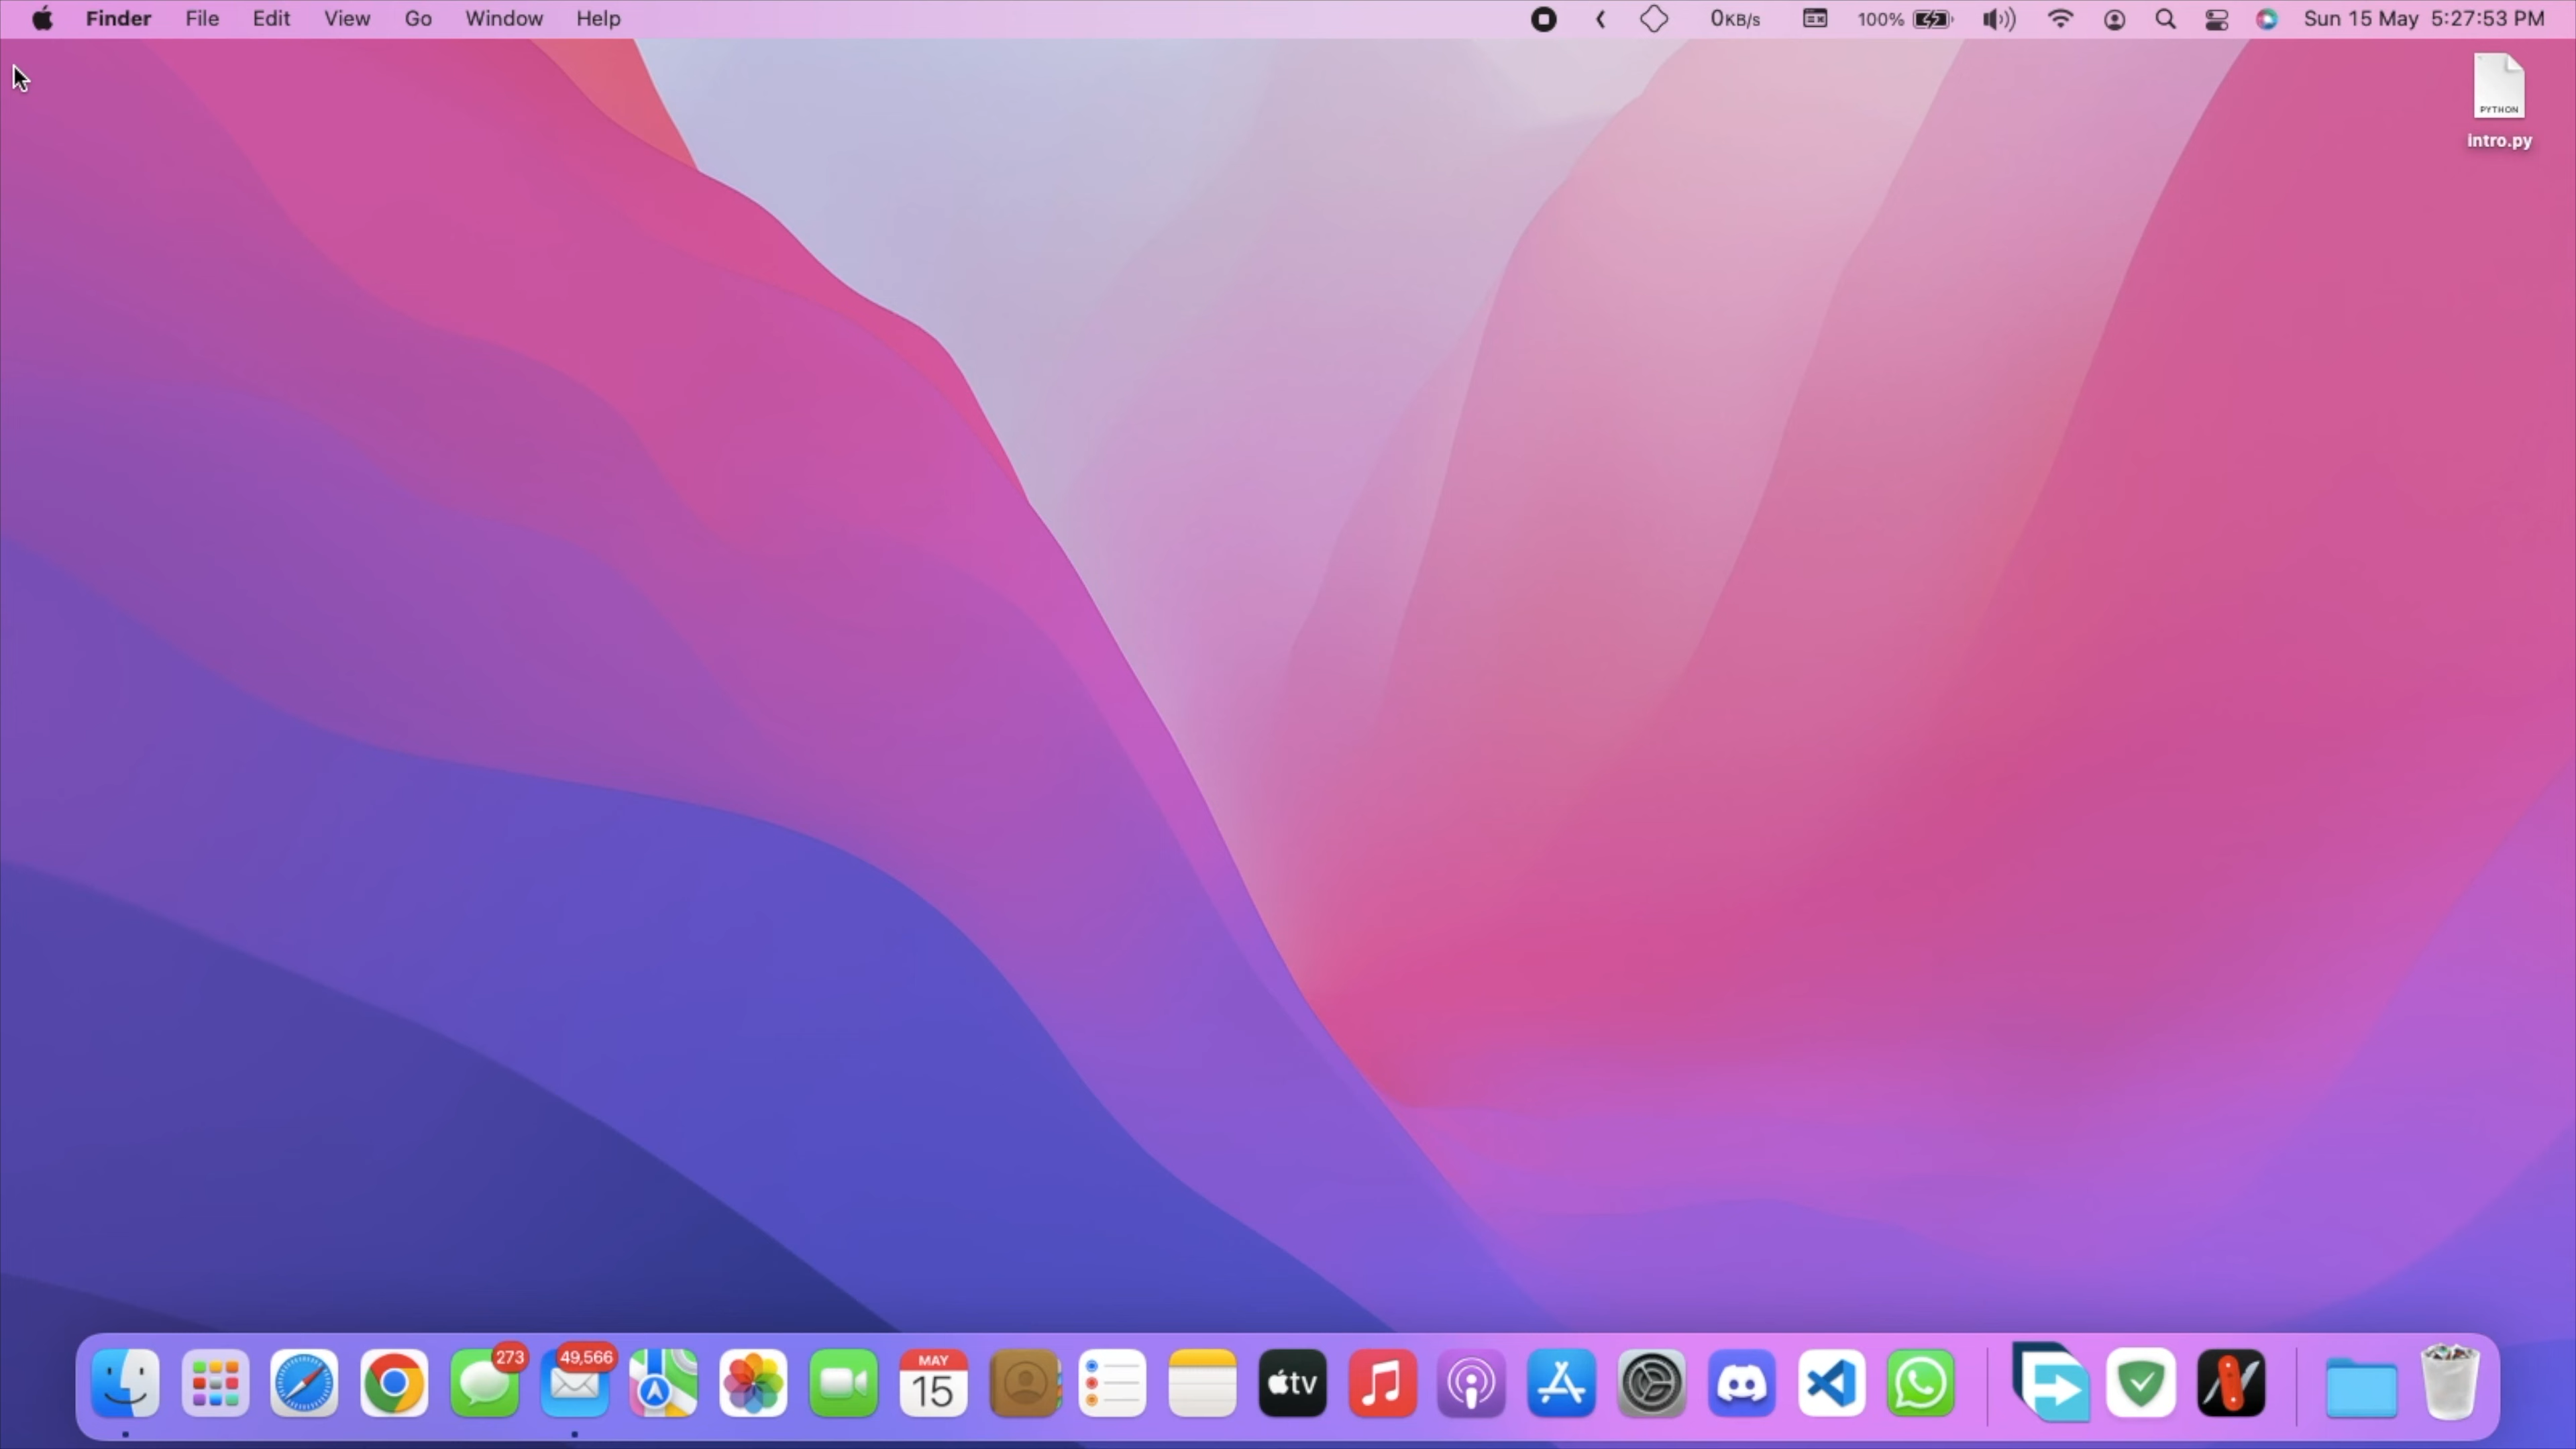 Finder File Edit View Go Window Help 0KB/s 100% Sun 15 May 5:27:53 PM
PYTHON
intro.py
273
49,566
MAY
15
tv